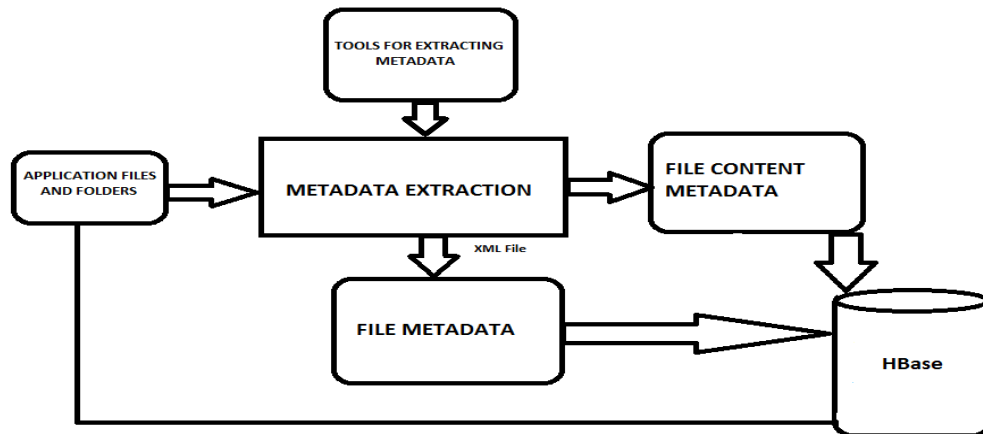 TOOLS FOR EXTRACTING
METADATA
APPLICATION FILES
AND FOLDERS
METADATA EXTRACTION
FILE CONTENT
METADATA
XML File
FILE METADATA
HBase